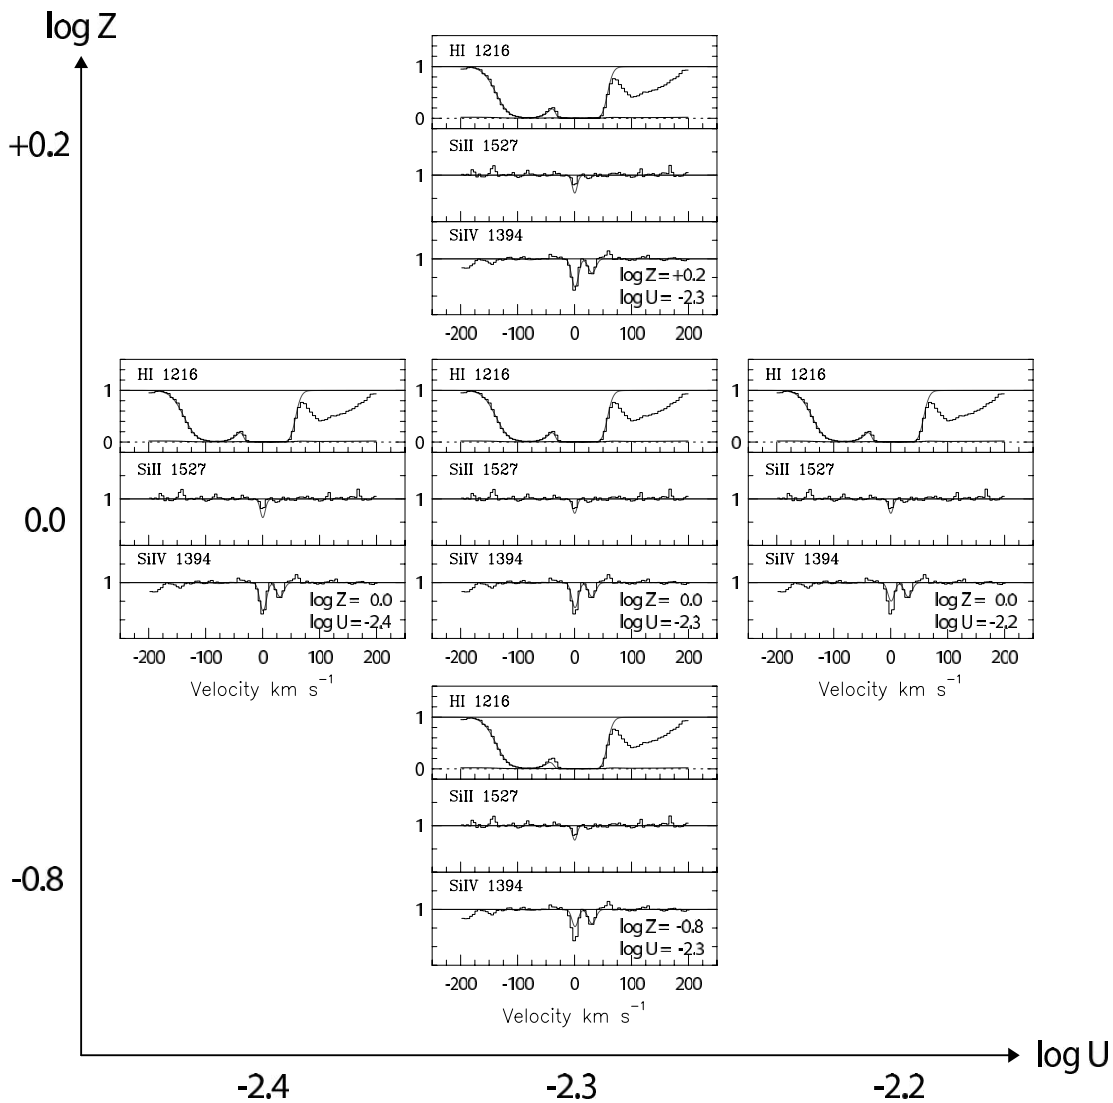 log Z
HI 1216
1
0
+0.2
SiII 1527
1
SiIV 1394
1
log Z = +0.2
log U = -2.3
-200 -100 0 100 200
HI 1216 HI 1216 HI 1216
1 1 1
0 0 0
SiII 1527 SiII 1527 SiII 1527
1 1 1
0.0
SiIV 1394 SiIV 1394 SiIV 1394
1 1 1
log Z = 0.0 log Z = 0.0 log Z = 0.0
log U = -2.4 log U = -2.3 log U = -2.2
-200 -100 0 100 200 -200 -100 0 100 200 -200 -100 0 100 200
Velocity km s⁻¹ Velocity km s⁻¹
HI 1216
1
0
SiII 1527
1
-0.8
SiIV 1394
1
log Z = -0.8
log U = -2.3
-200 -100 0 100 200
Velocity km s⁻¹
log U
-2.4 -2.3 -2.2